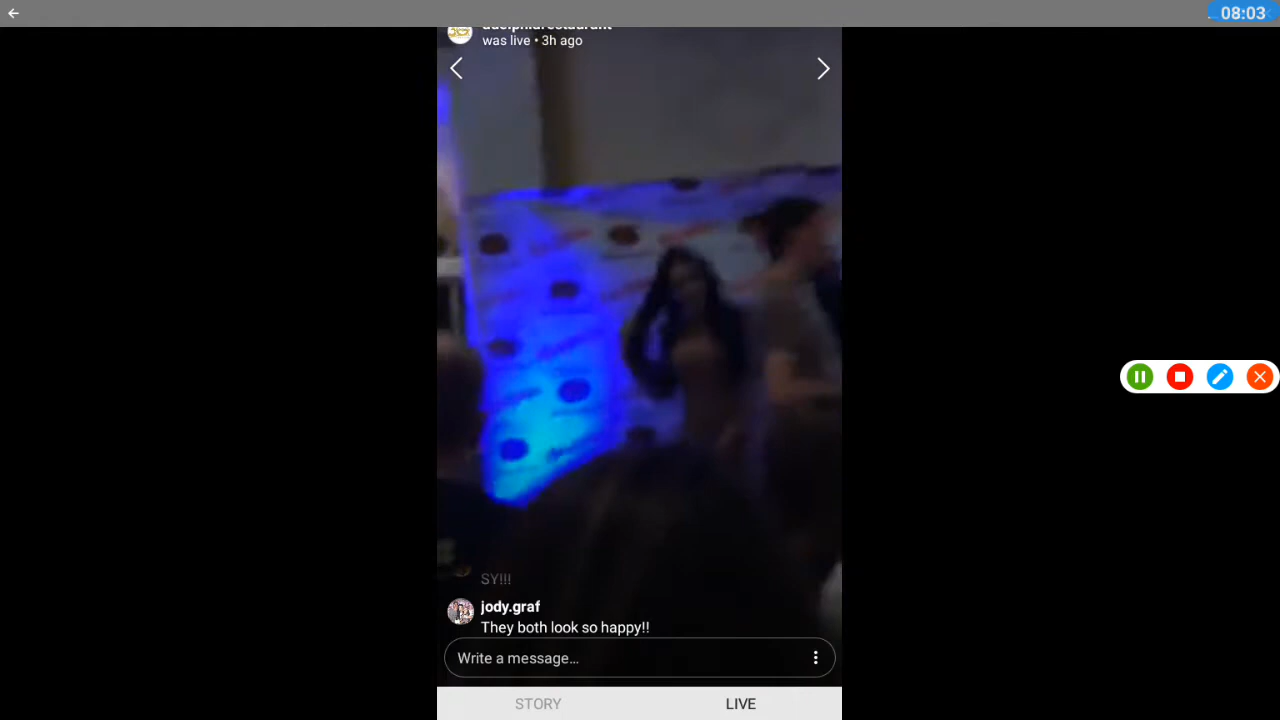 08:03
was live • 3h ago
SY!!!
jody.graf
They both look so happy!!
Write a message...
STORY
LIVE